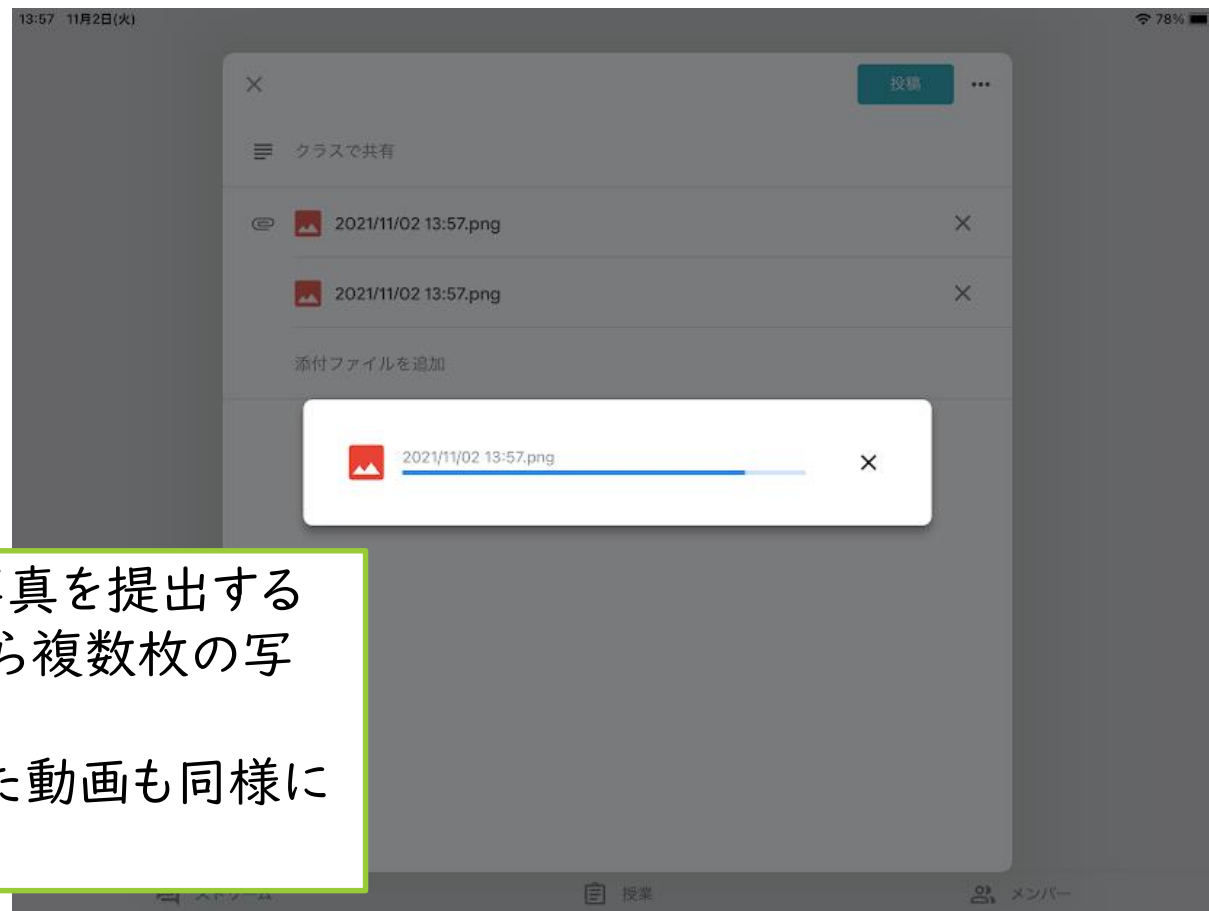 13:57 11月2日(火)
78%
投稿
クラスで共有
2021/11/02 13:57.png
2021/11/02 13:57.png
添付ファイルを追加
2021/11/02 13:57.png
真を提出する
ら複数枚の写
た動画も同様に
授業
メンバー